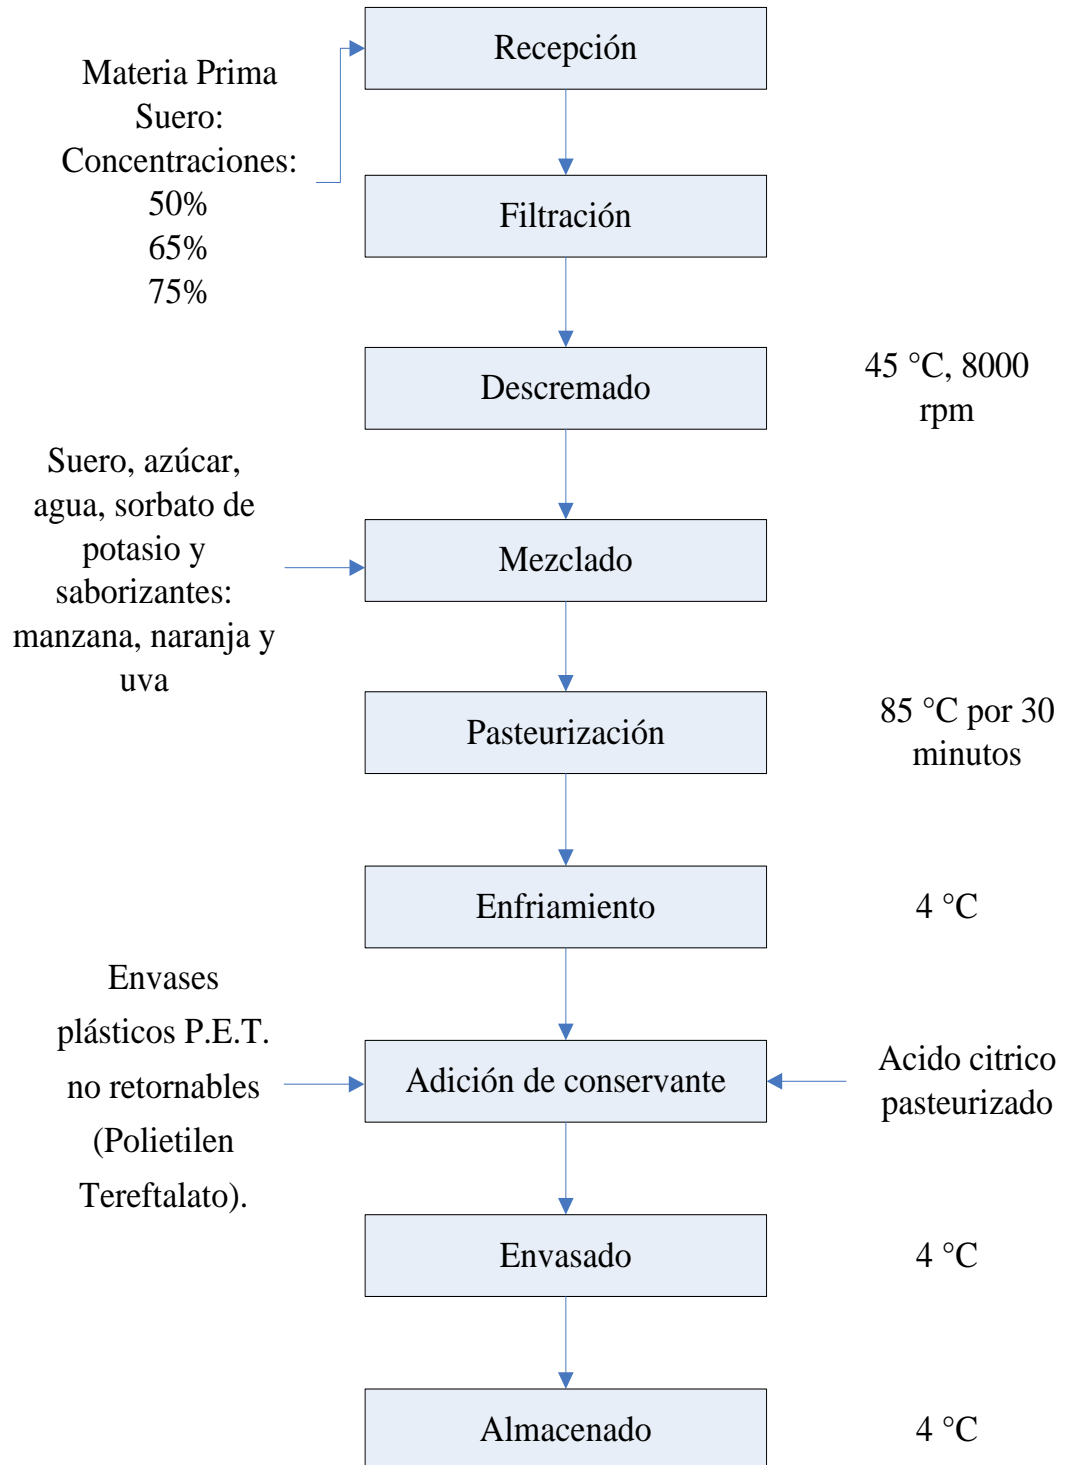 Recepción
Materia Prima
Suero:
Concentraciones:
50%
65%
75%
Filtración
Descremado
45 °C, 8000
rpm
Suero, azúcar,
agua, sorbato de
potasio y
saborizantes:
manzana, naranja y
uva
Mezclado
Pasteurización
85 °C por 30
minutos
Enfriamiento
4 °C
Envases
plásticos P.E.T.
no retornables
(Polietilen
Tereftalato).
Adición de conservante
Acido citrico
pasteurizado
Envasado
4 °C
Almacenado
4 °C